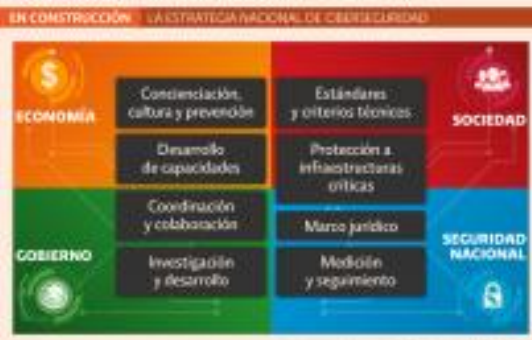 EN CONSTRUCCIÓN LA ESTRATEGIA NACIONAL DE CIBERSEGURIDAD
ECONOMÍA
Concienciación,
cultura y prevención
Desarrollo
de capacidades
Coordinación
y colaboración
Investigación
y desarrollo
Estándares
y criterios técnicos
Protección a
infraestructuras
críticas
Marco jurídico
Medición
y seguimiento
SOCIEDAD
GOBIERNO
SEGURIDAD
NACIONAL